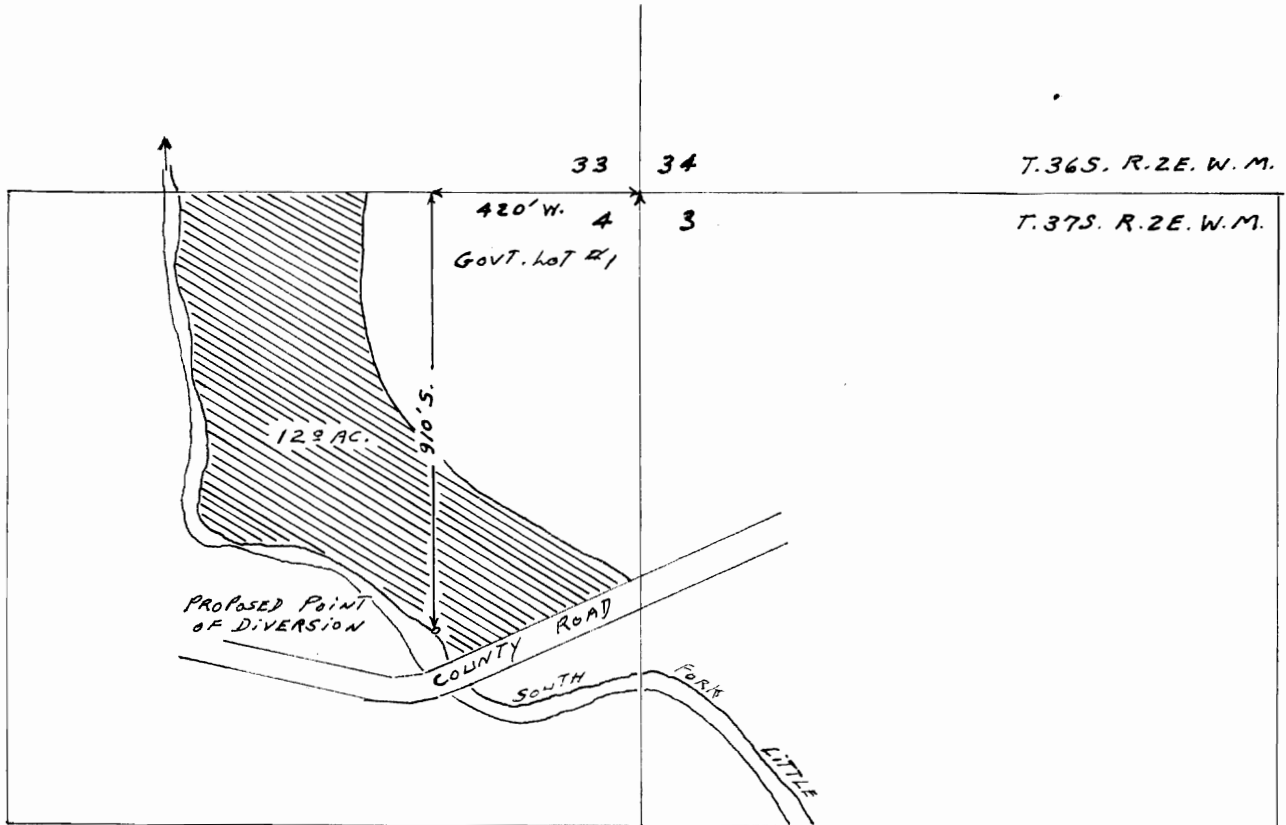 33 34 T.36S. R.2E. W.M.
420' W. 4 3 T.37S. R.2E. W.M.
GOVT. LOT #1
910' S.
12.0 AC.
PROPOSED POINT
OF DIVERSION
COUNTY ROAD
SOUTH FORK
LITTLE